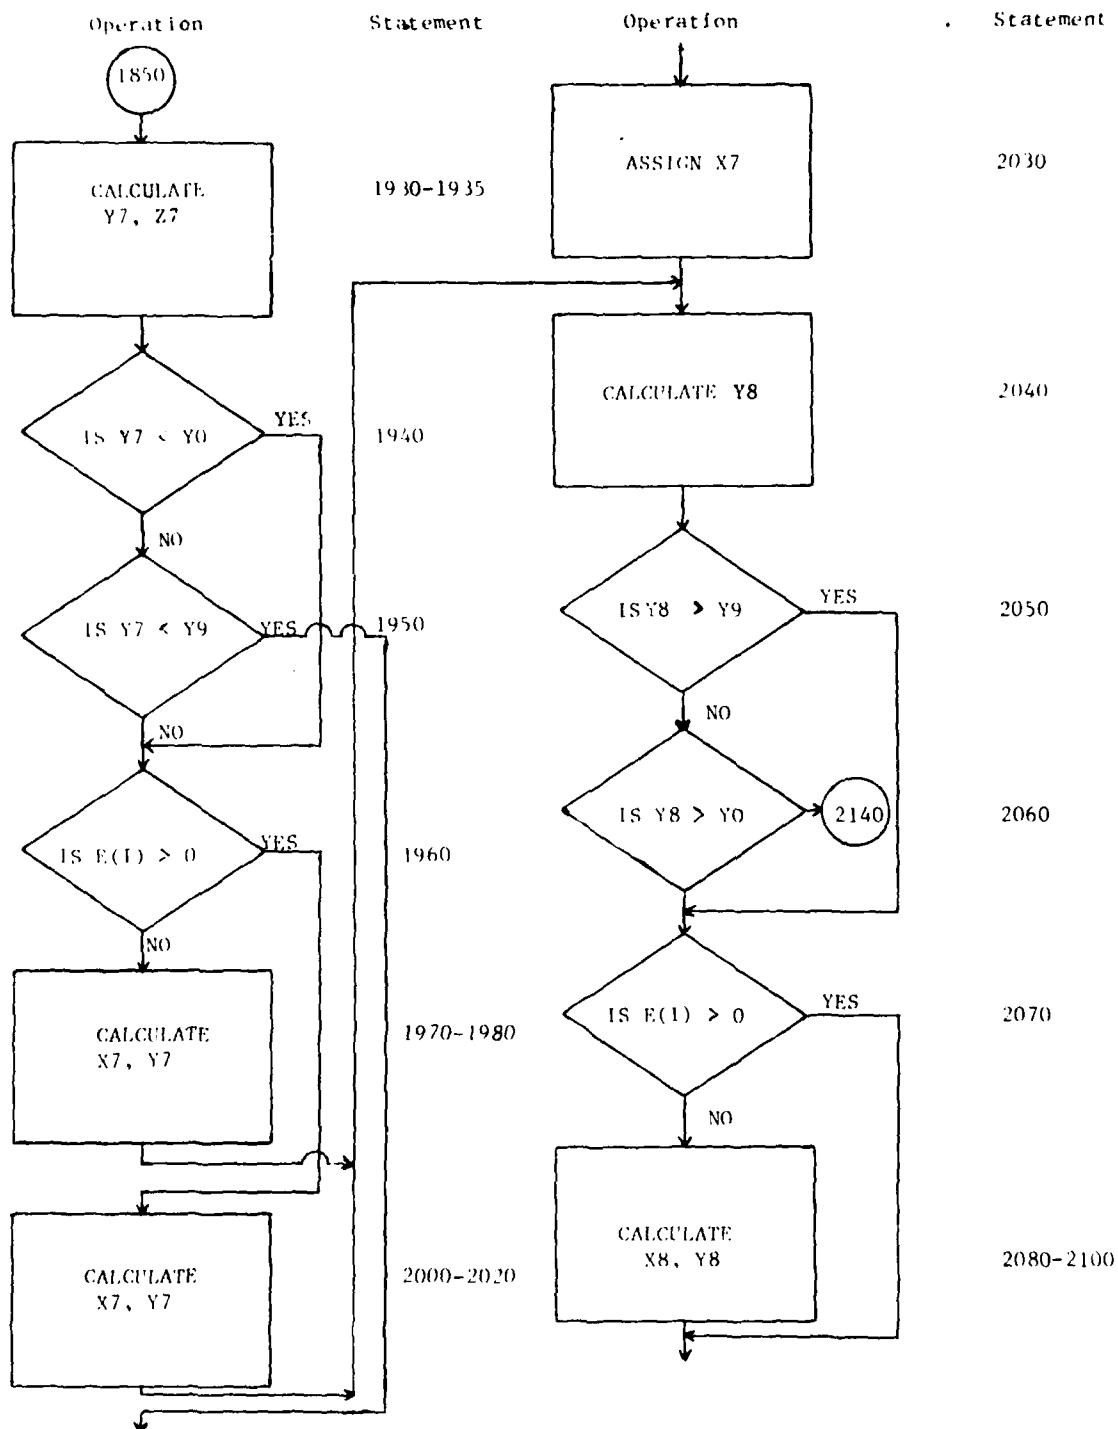 Operation Statement
1850
CALCULATE
Y7, Z7
1930-1935
IS Y7 < Y0
YES
1940
NO
IS Y7 < Y9
YES
1950
NO
IS E(I) > 0
YES
1960
NO
CALCULATE
X7, Y7
1970-1980
CALCULATE
X7, Y7
2000-2020
Operation Statement
ASSIGN X7
2030
CALCULATE Y8
2040
IS Y8 > Y9
YES
2050
NO
IS Y8 > Y0
2140
2060
IS E(I) > 0
YES
2070
NO
CALCULATE
X8, Y8
2080-2100